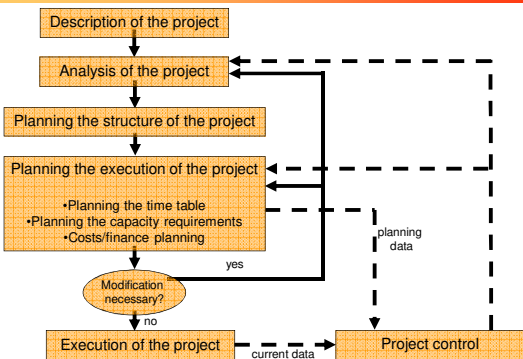 Description of the project
Analysis of the project
Planning the structure of the project
Planning the execution of the project
•Planning the time table
•Planning the capacity requirements
•Costs/finance planning
planning
data
yes
Modification
necessary?
no
Execution of the project
current data
Project control